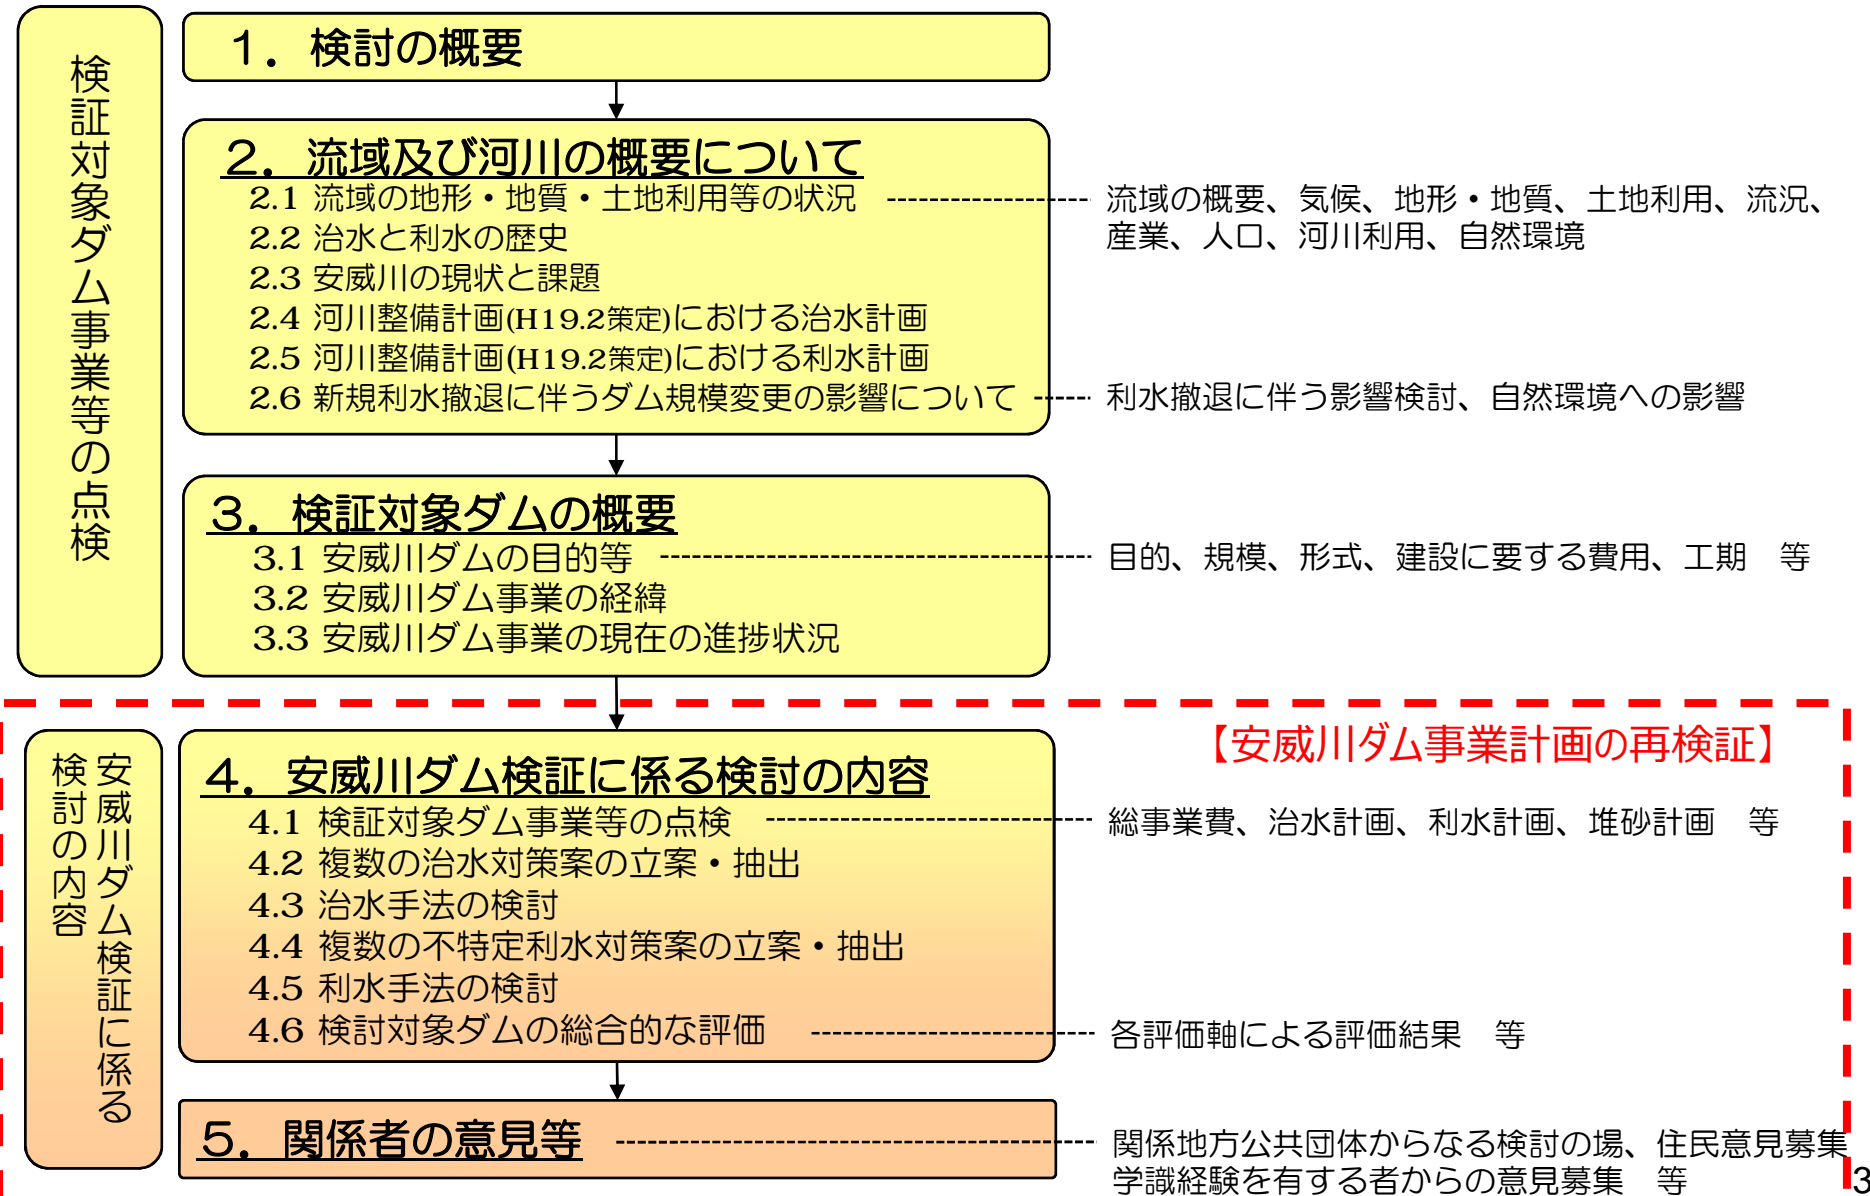 検証対象ダム事業等の点検
１．検討の概要
２．流域及び河川の概要について
2.1 流域の地形・地質・土地利用等の状況
流域の概要、気候、地形・地質、土地利用、流況、
産業、人口、河川利用、自然環境
2.2 治水と利水の歴史
2.3 安威川の現状と課題
2.4 河川整備計画(H19.2策定)における治水計画
2.5 河川整備計画(H19.2策定)における利水計画
2.6 新規利水撤退に伴うダム規模変更の影響について
利水撤退に伴う影響検討、自然環境への影響
３．検証対象ダムの概要
3.1 安威川ダムの目的等
目的、規模、形式、建設に要する費用、工期　等
3.2 安威川ダム事業の経緯
3.3 安威川ダム事業の現在の進捗状況
【安威川ダム事業計画の再検証】
安威川ダム検証に係る
検討の内容
４．安威川ダム検証に係る検討の内容
4.1 検証対象ダム事業等の点検
総事業費、治水計画、利水計画、堆砂計画　等
4.2 複数の治水対策案の立案・抽出
4.3 治水手法の検討
4.4 複数の不特定利水対策案の立案・抽出
4.5 利水手法の検討
4.6 検討対象ダムの総合的な評価
各評価軸による評価結果　等
５．関係者の意見等
関係地方公共団体からなる検討の場、住民意見募集
学識経験を有する者からの意見募集　等
3